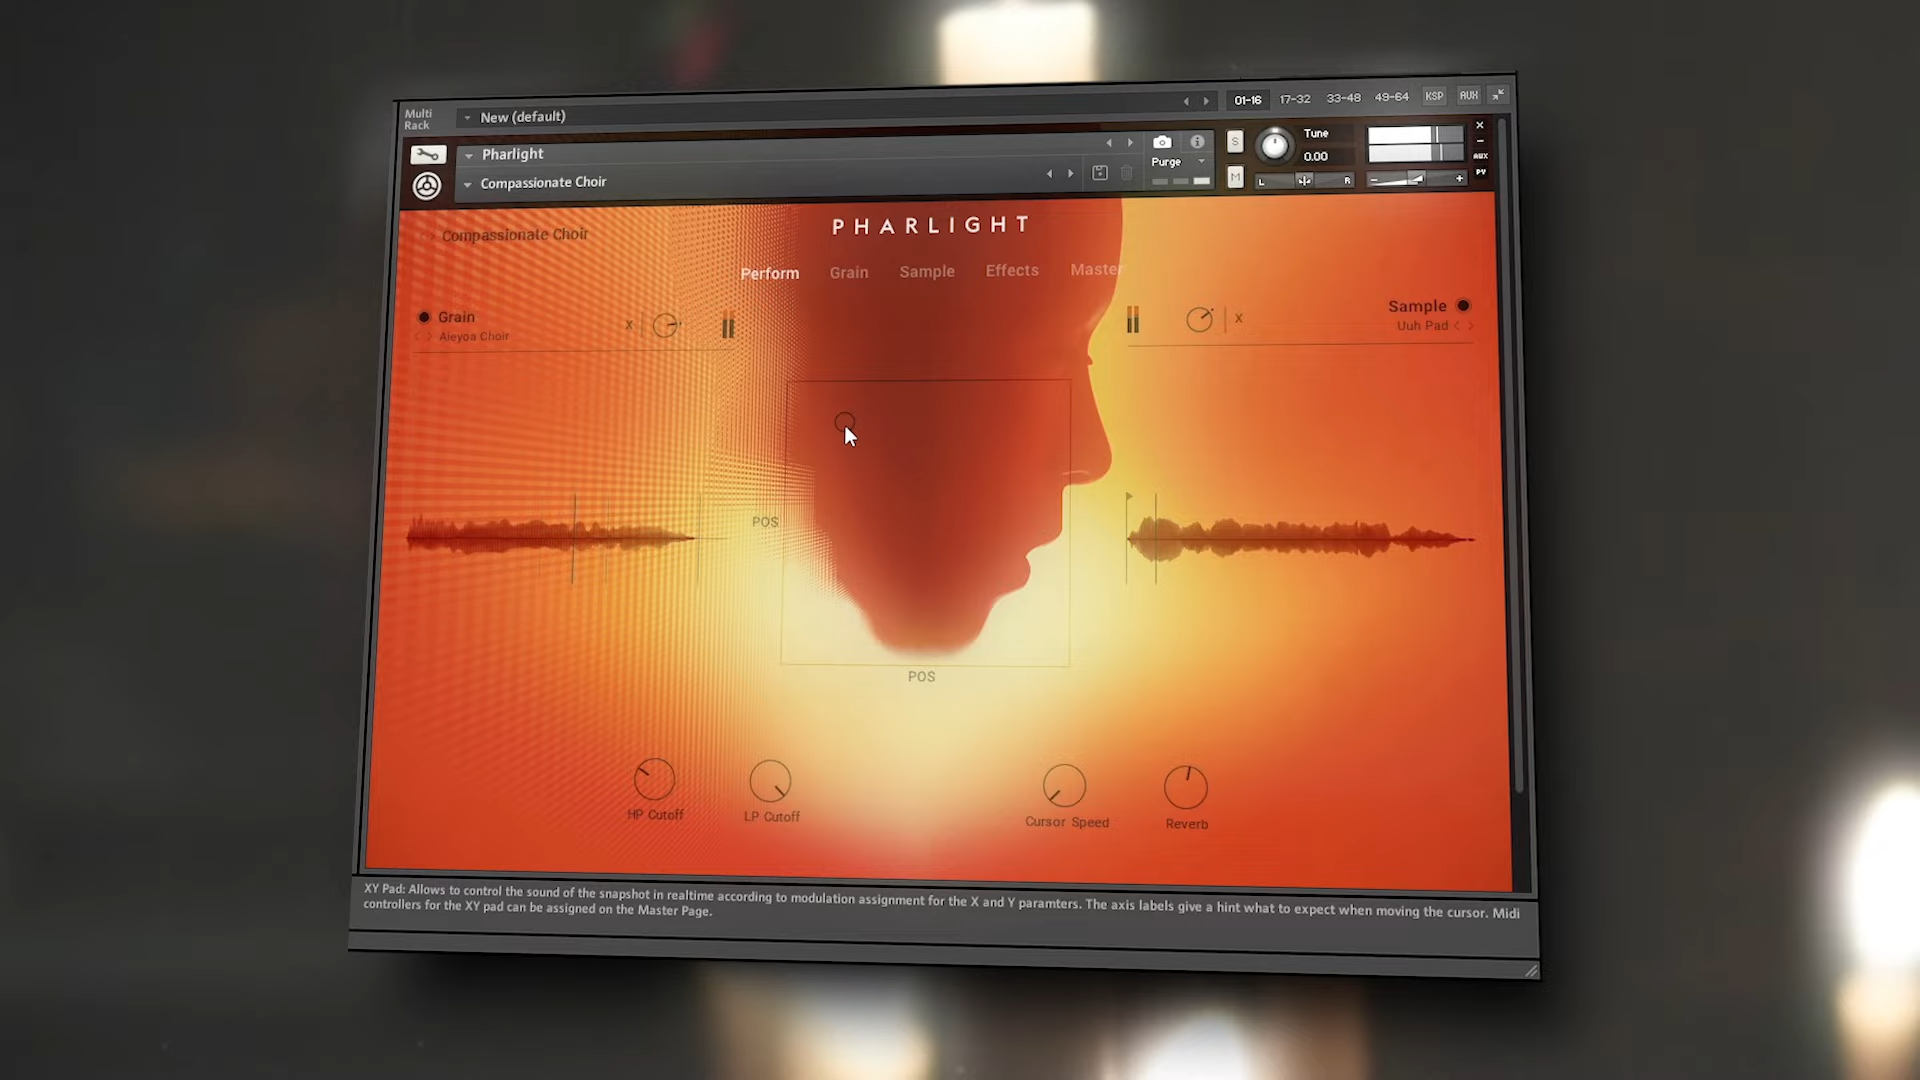 Multi
Rack
New (default)
01-16 17-32 33-48 49-64 KSP AUX
Pharlight
Purge
S
Tune
0.00
Compassionate Choir
M
L R
- +
AUX
PV
PHARLIGHT
Compassionate Choir
Perform Grain Sample Effects Master
Grain
Aleyoa Choir
X
X
Sample
Uuh Pad
POS
POS
HP Cutoff
LP Cutoff
Cursor Speed
Reverb
XY Pad: Allows to control the sound of the snapshot in realtime according to modulation assignment for the X and Y paramters. The axis labels give a hint what to expect when moving the cursor. Midi
controllers for the XY pad can be assigned on the Master Page.